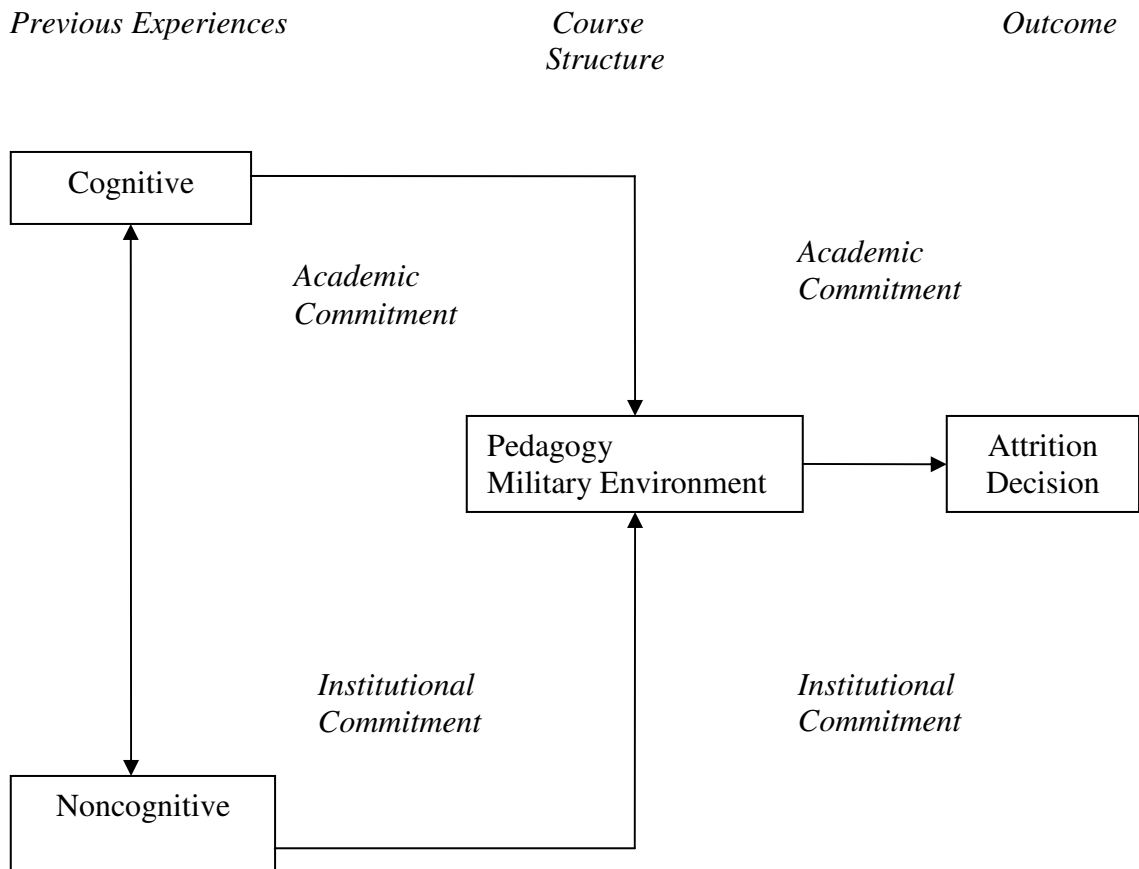 Previous Experiences
Course
Structure
Outcome
Cognitive
Academic
Commitment
Academic
Commitment
Pedagogy
Military Environment
Attrition
Decision
Institutional
Commitment
Institutional
Commitment
Noncognitive